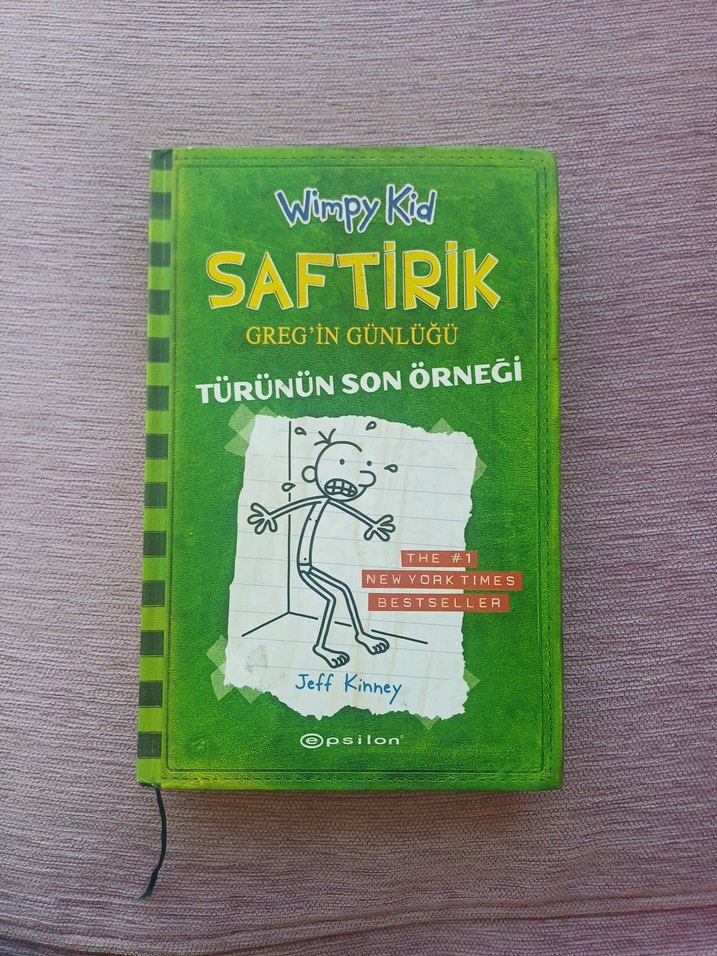 Wimpy Kid
SAFTİRİK
GREG'İN GÜNLÜĞÜ
TÜRÜNÜN SON ÖRNEĞİ
THE #1
NEW YORK TIMES
BESTSELLER
Jeff Kinney
epsilon